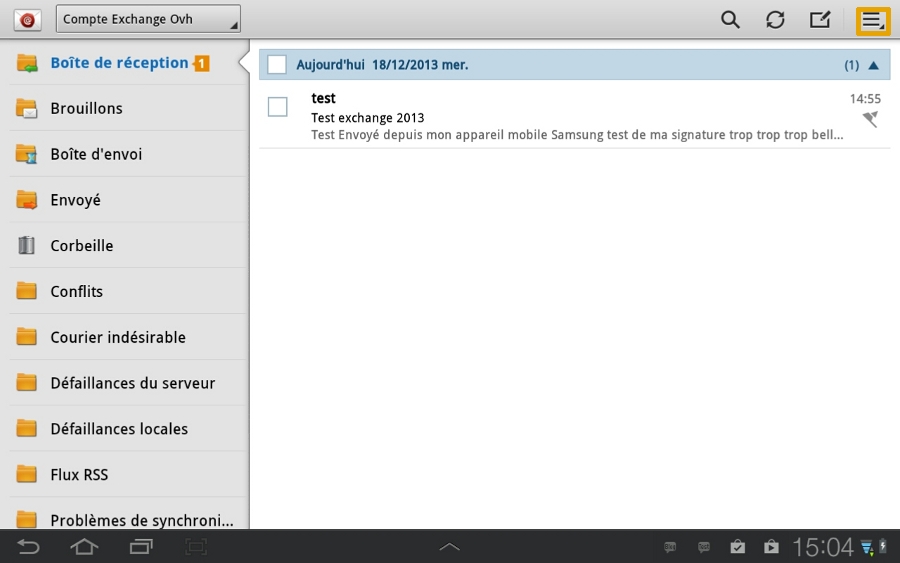 Compte Exchange Ovh
Boîte de réception 1
Brouillons
Boîte d'envoi
Envoyé
Corbeille
Conflits
Courier indésirable
Défaillances du serveur
Défaillances locales
Flux RSS
Problèmes de synchroni...
Aujourd'hui 18/12/2013 mer. (1)
test 14:55
Test exchange 2013
Test Envoyé depuis mon appareil mobile Samsung test de ma signature trop trop trop bell...
15:04